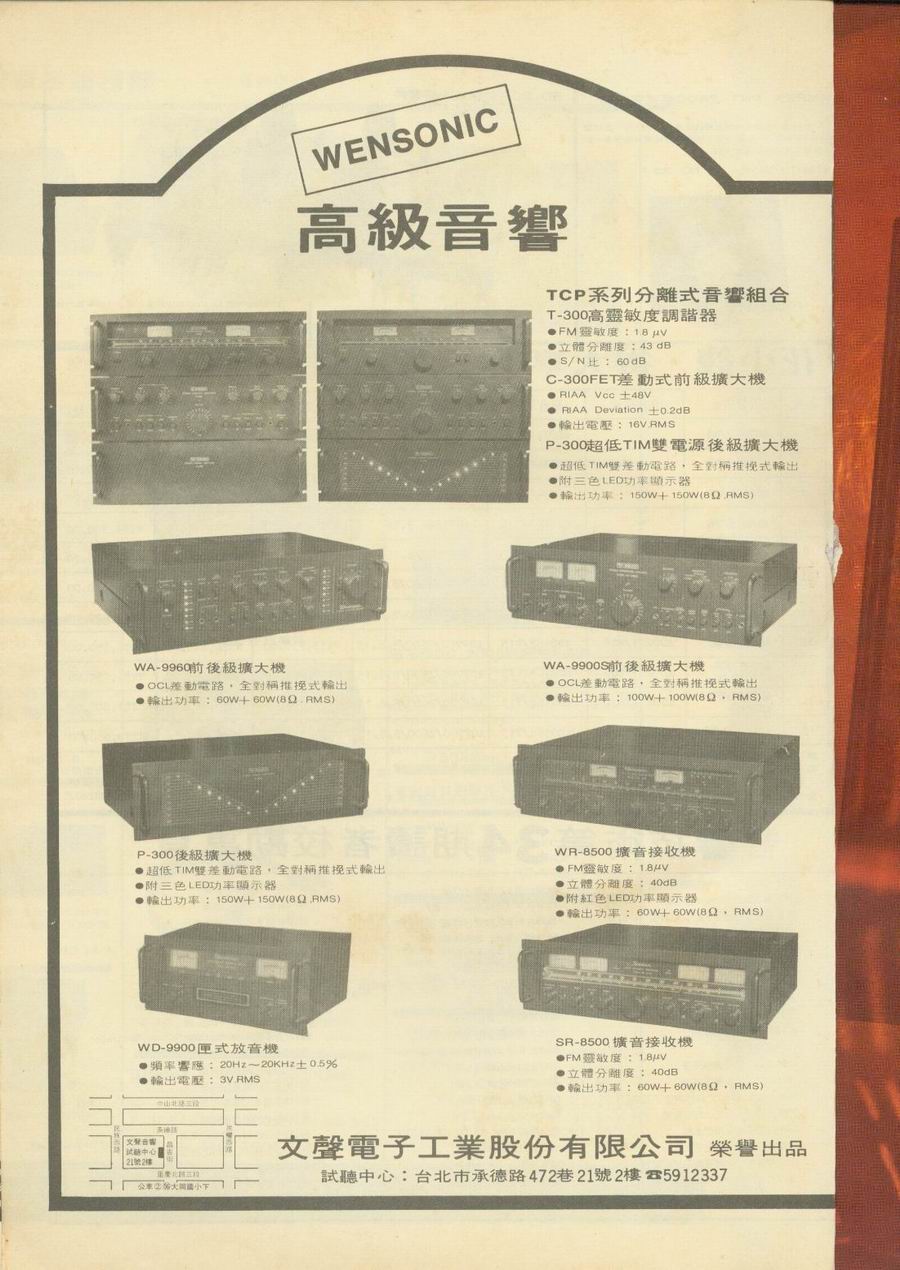 WENSONIC
高級音響
TCP系列分離式音響組合
T-300高靈敏度調諧器
●FM靈敏度：1.8 μV
●立體分離度：43 dB
●S/N比：60dB
C-300FET差動式前級擴大機
●RIAA Vcc ±48V
●RIAA Deviation ±0.2dB
●輸出電壓：16V.RMS
P-300超低TIM雙電源後級擴大機
●超低TIM雙差動電路，全對稱推挽式輸出
●附三色LED功率顯示器
●輸出功率：150W+150W(8Ω.RMS)
WA-9960前後級擴大機
●OCL差動電路，全對稱推挽式輸出
●輸出功率：60W+60W(8Ω.RMS)
WA-9900S前後級擴大機
●OCL差動電路，全對稱推挽式輸出
●輸出功率：100W+100W(8Ω，RMS)
P-300後級擴大機
●超低TIM雙差動電路，全對稱推挽式輸出
●附三色LED功率顯示器
●輸出功率：150W+150W(8Ω.RMS)
WR-8500擴音接收機
●FM靈敏度：1.8μV
●立體分離度：40dB
●附紅色LED功率顯示器
●輸出功率：60W+60W(8Ω，RMS)
WD-9900匣式放音機
●頻率響應：20Hz～20KHz±0.5%
●輸出電壓：3V.RMS
SR-8500擴音接收機
●FM靈敏度：1.8μV
●立體分離度：40dB
●輸出功率：60W+60W(8Ω，RMS)
中山北路三段
承德路
民族西路
文聲音響
試聽中心
21號2樓
昌吉街
民權西路
重慶北路三段
公車②㊱大同國小下
文聲電子工業股份有限公司 榮譽出品
試聽中心：台北市承德路472巷21號2樓☎5912337